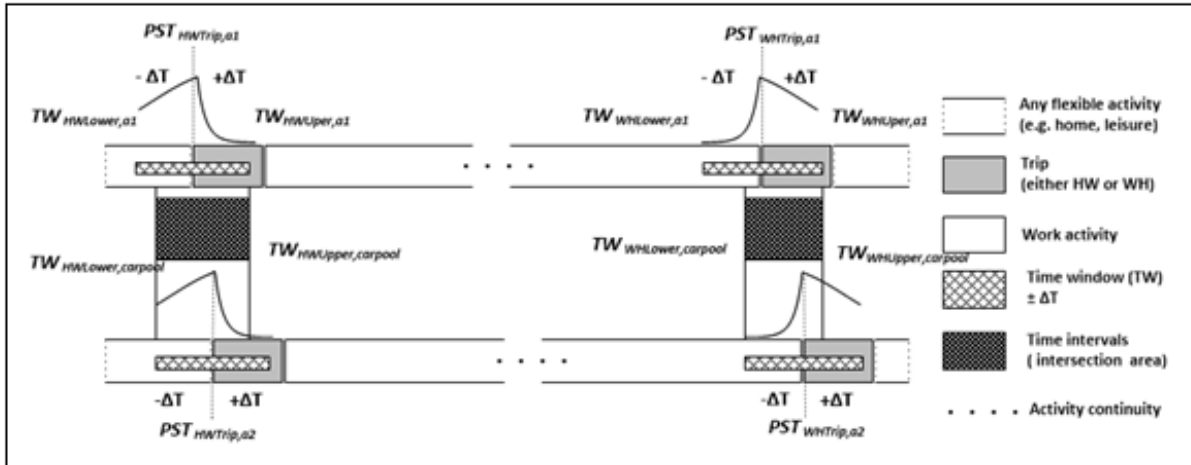 PST HWTrip,a1
PST WHTrip,a1
- ΔT +ΔT
- ΔT +ΔT
TW HWLower,a1
TW HWUper,a1
TW WHLower,a1
TW WHUper,a1
TW HWLower,carpool
TW HWUpper,carpool
TW WHLower,carpool
TW WHUpper,carpool
-ΔT +ΔT
-ΔT +ΔT
PST HWTrip,a2
PST WHTrip,a2
Any flexible activity
(e.g. home, leisure)
Trip
(either HW or WH)
Work activity
Time window (TW)
± ΔT
Time intervals
( intersection area)
Activity continuity